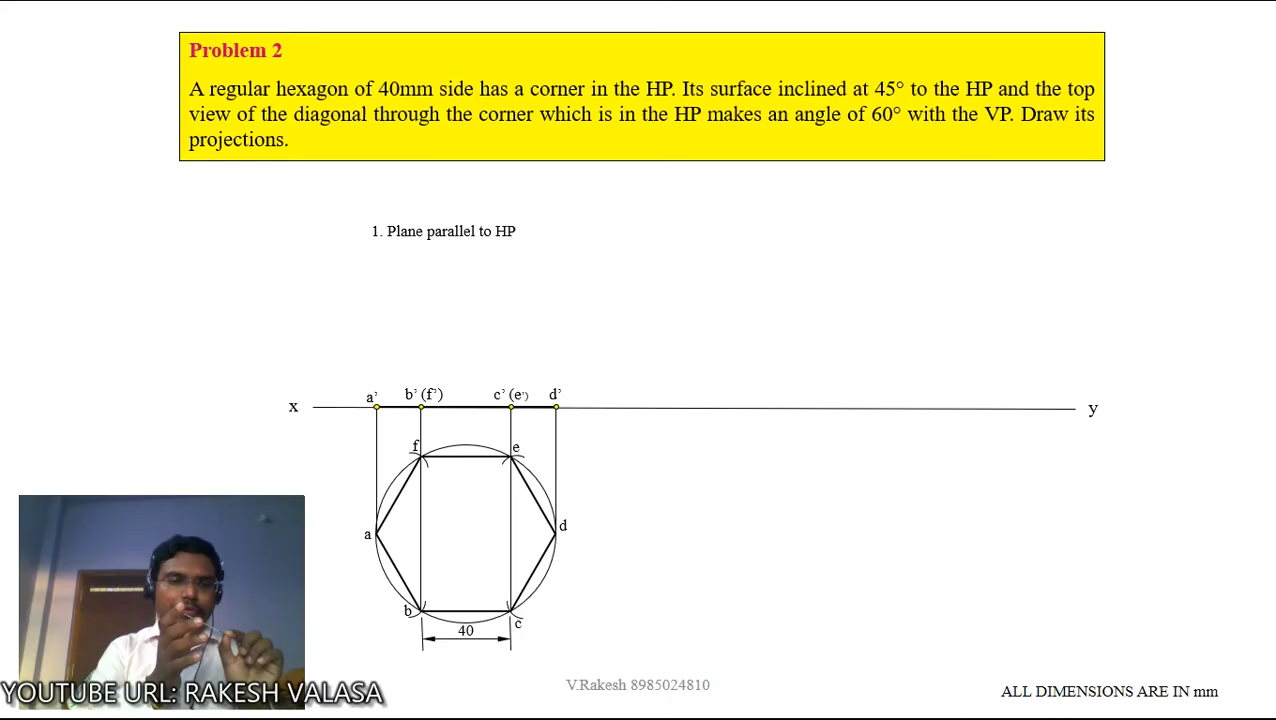 Problem 2
A regular hexagon of 40mm side has a corner in the HP. Its surface inclined at 45° to the HP and the top
view of the diagonal through the corner which is in the HP makes an angle of 60° with the VP. Draw its
projections.
1. Plane parallel to HP
a’ b’ (f’) c’ (e’) d’
x y
f e
a d
b c
40
V.Rakesh 8985024810
YOUTUBE URL: RAKESH VALASA
ALL DIMENSIONS ARE IN mm